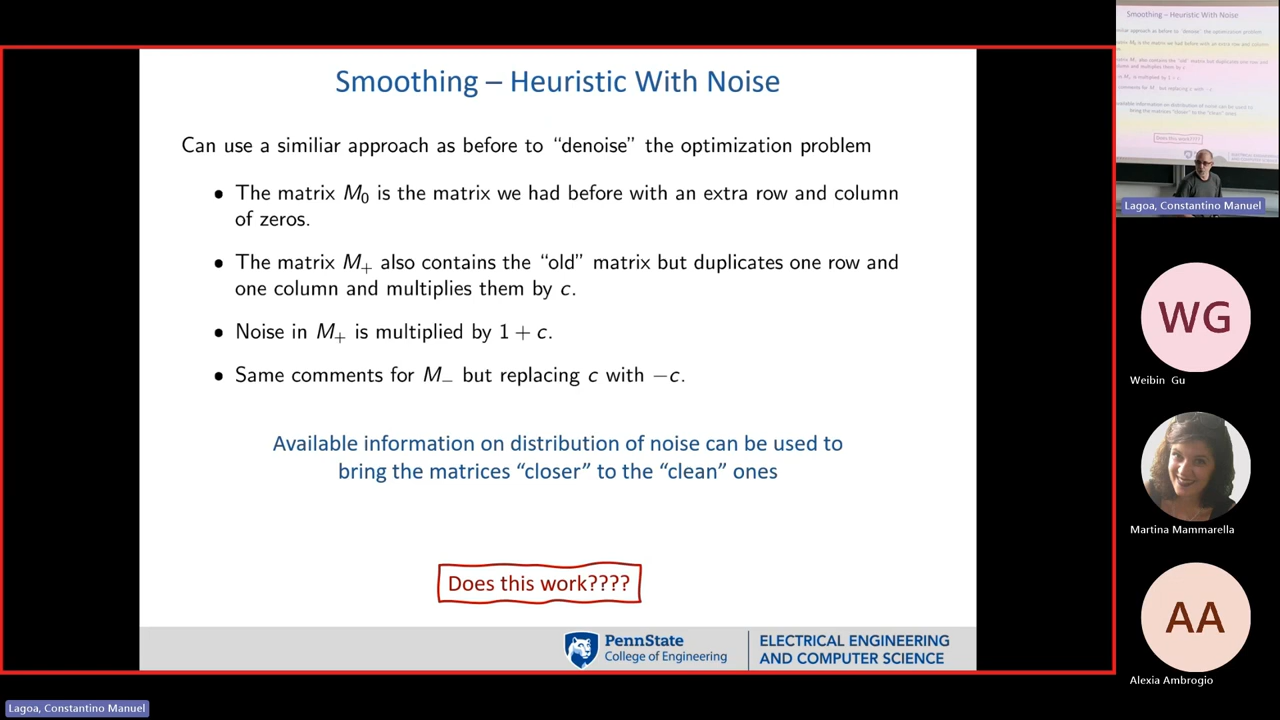 Smoothing – Heuristic With Noise
Can use a similiar approach as before to “denoise” the optimization problem
• The matrix M₀ is the matrix we had before with an extra row and column
of zeros.
• The matrix M₊ also contains the “old” matrix but duplicates one row and
one column and multiplies them by c.
• Noise in M₊ is multiplied by 1 + c.
• Same comments for M₋ but replacing c with −c.
Available information on distribution of noise can be used to
bring the matrices “closer” to the “clean” ones
Does this work????
PennState
College of Engineering
ELECTRICAL ENGINEERING
AND COMPUTER SCIENCE
Lagoa, Constantino Manuel
Smoothing – Heuristic With Noise
Lagoa, Constantino Manuel
WG
Weibin Gu
Martina Mammarella
AA
Alexia Ambrogio